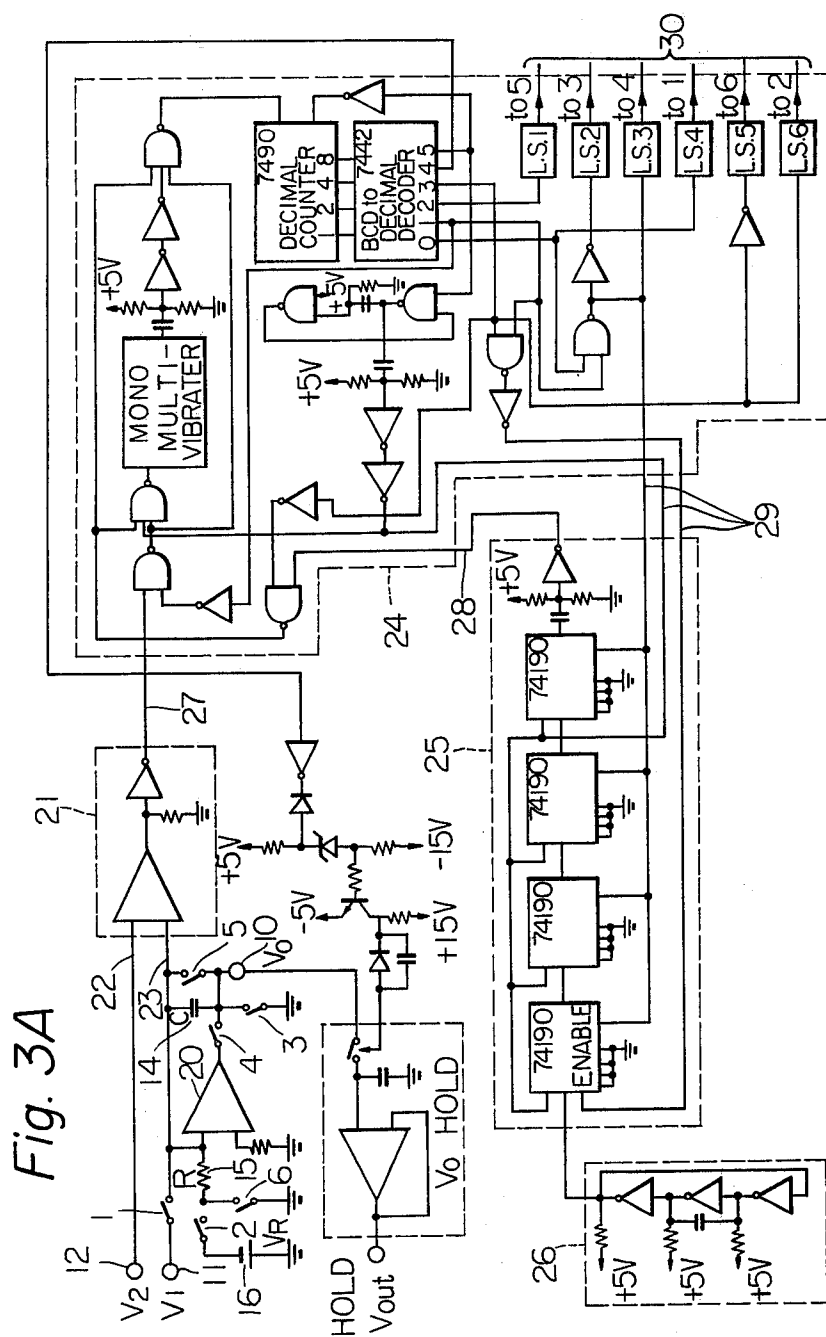 Fig. 3A
12
V2
V1
11
1
22
23
21
27
5
10
V0
C
14
4
3
20
R
15
2
6
VR
16
HOLD
Vout
V0 HOLD
+5V
-15V
-5V
+15V
24
MONO
MULTI-
VIBRATER
+5V
+5V
+5V
7490
DECIMAL
COUNTER
1 2 4 8
7442
BCD to
DECIMAL
DECODER
0 1 2 3 4 5
L.S.1
to 5
L.S.2
to 3
L.S.3
to 4
L.S.4
to 1
L.S.5
to 6
L.S.6
to 2
30
28
29
25
+5V
74190
74190
74190
74190
ENABLE
26
+5V
+5V
+5V